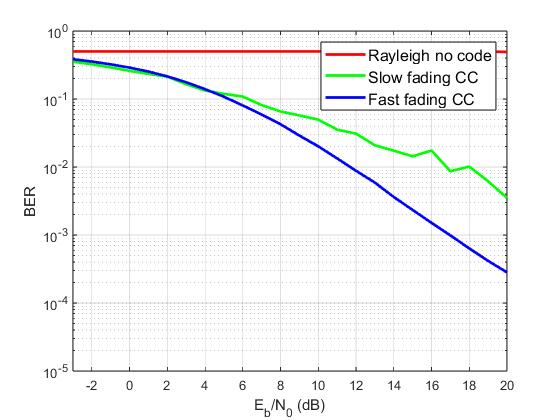 10^0
10^-1
10^-2
10^-3
10^-4
10^-5
BER
Rayleigh no code
Slow fading CC
Fast fading CC
-2 0 2 4 6 8 10 12 14 16 18 20
E_b/N_0 (dB)